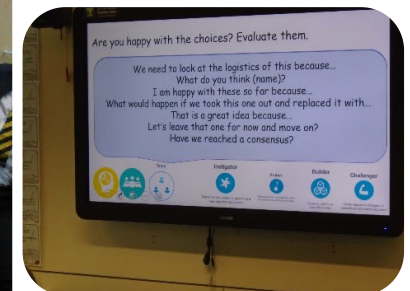 Are you happy with the choices? Evaluate them.
We need to look at the logistics of this because...
What do you think (name)?
I am happy with these so far because...
What would happen if we took this one out and replaced it with...
That is a great idea because...
Let's leave that one for now and move on?
Have we reached a consensus?
Trios
Instigator
Builder
Challenger